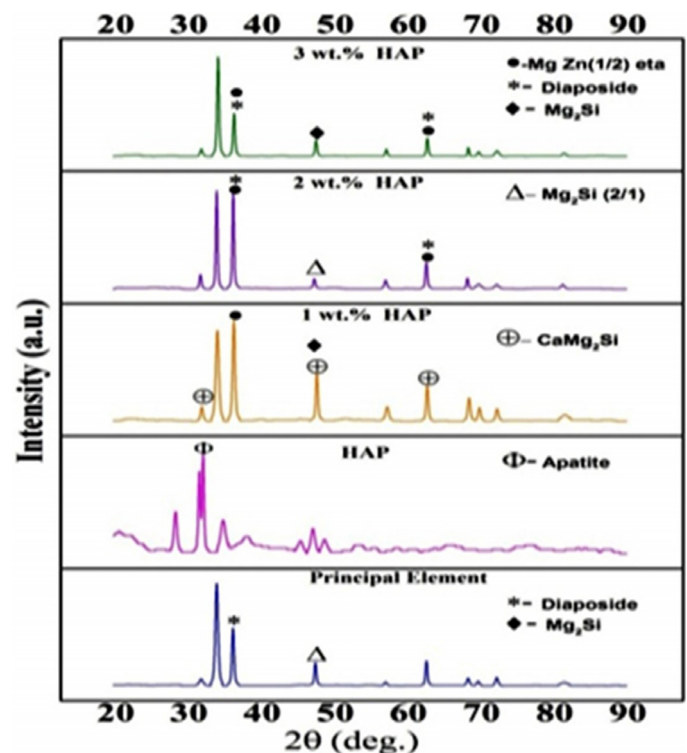 20 30 40 50 60 70 80 90
3 wt.% HAP
●-Mg Zn(1/2) eta
*- Diaposide
◆- Mg₂Si
●
*
◆
*
●
2 wt.% HAP
Δ- Mg₂Si (2/1)
*
●
Δ
*
●
1 wt.% HAP
⊕- CaMg₂Si
●
◆
⊕
⊕
⊕
HAP
Φ- Apatite
Φ
Principal Element
*- Diaposide
◆- Mg₂Si
*
Δ
20 30 40 50 60 70 80 90
2θ (deg.)
Intensity (a.u.)